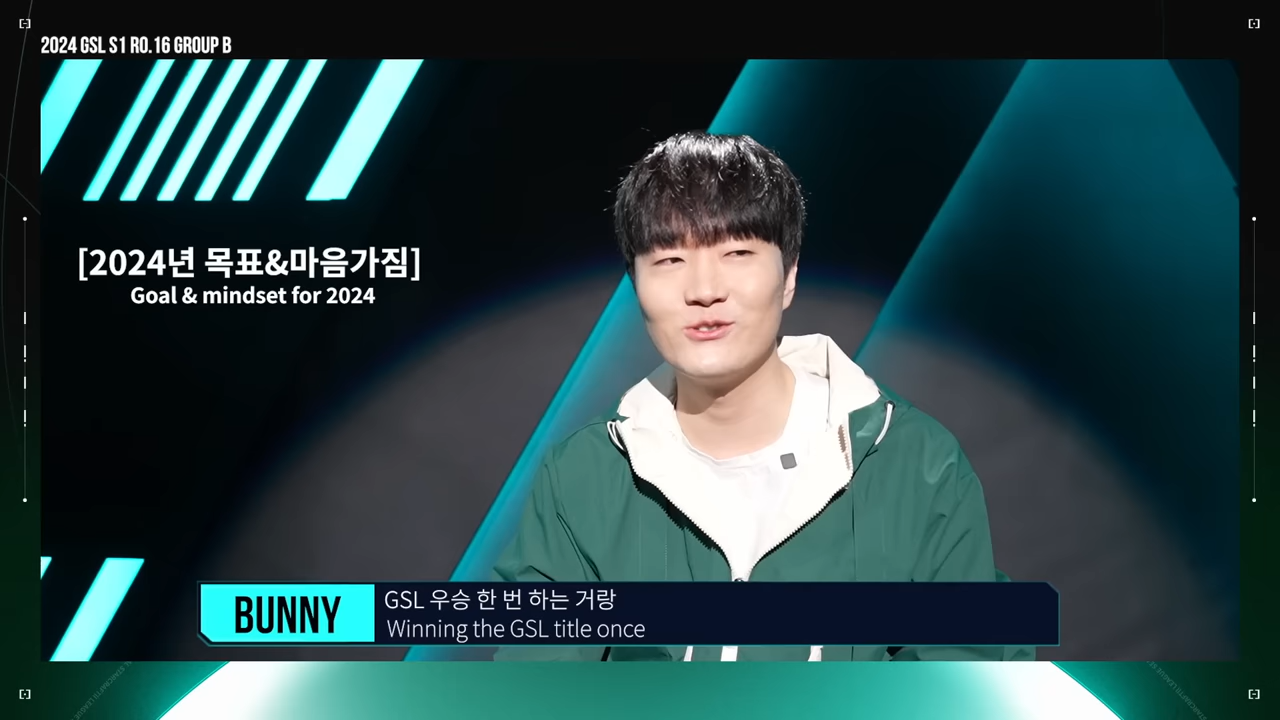 2024 GSL S1 RO.16 GROUP B
[2024년 목표&마음가짐]
Goal & mindset for 2024
BUNNY
GSL 우승 한 번 하는 거랑
Winning the GSL title once